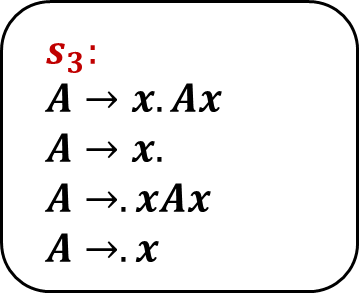 s₃:
A → x. Ax
A → x.
A →. xAx
A →. x